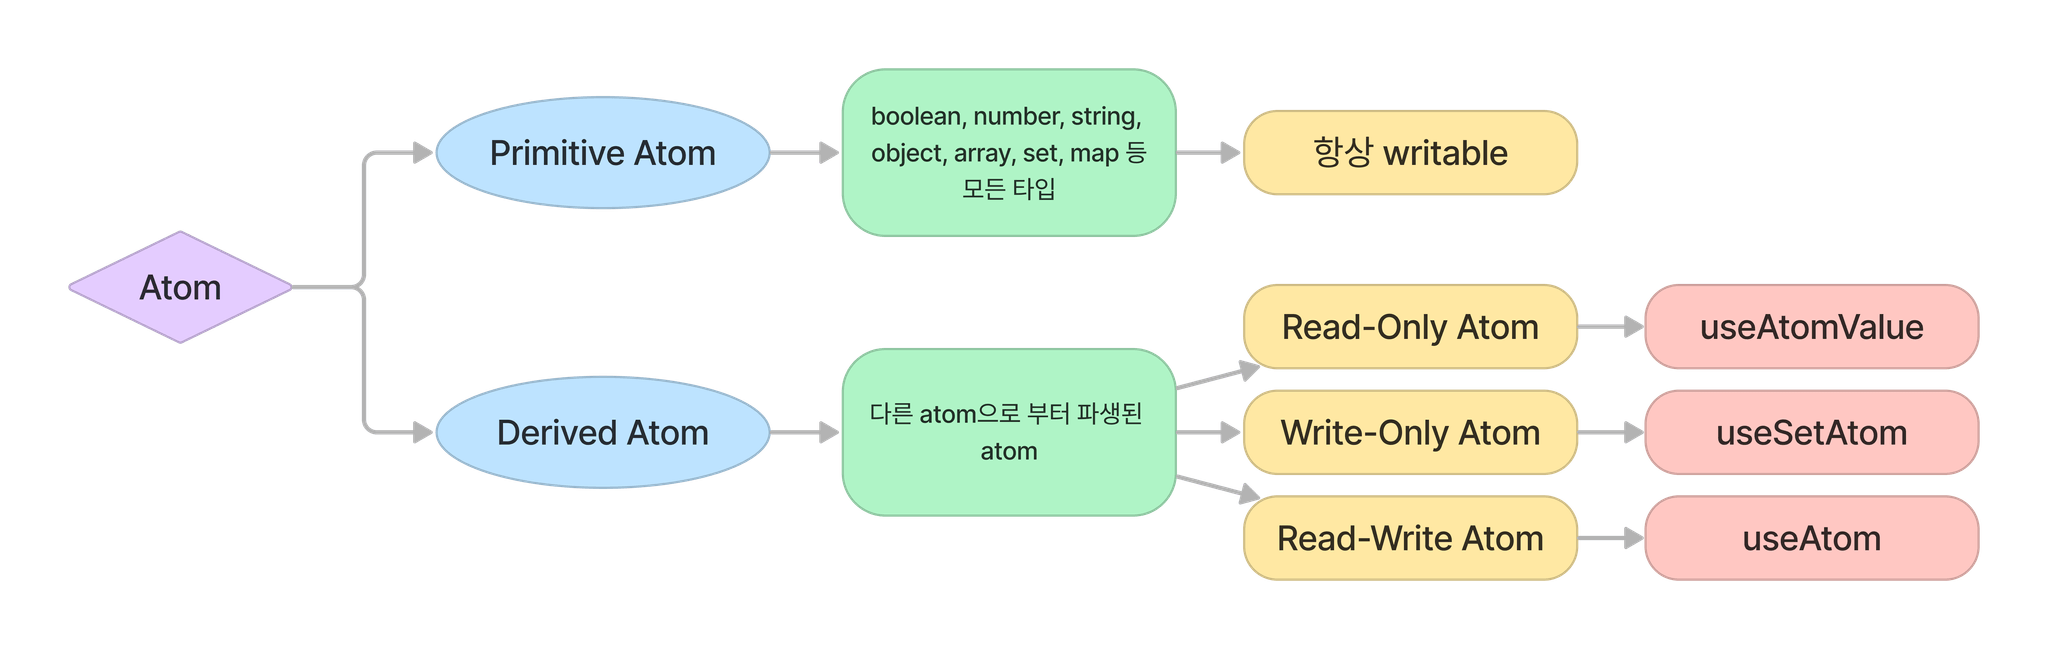 Atom
Primitive Atom
boolean, number, string,
object, array, set, map 등
모든 타입
항상 writable
Derived Atom
다른 atom으로 부터 파생된
atom
Read-Only Atom
useAtomValue
Write-Only Atom
useSetAtom
Read-Write Atom
useAtom